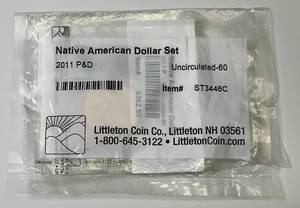 Native American Dollar Set
2011 P&D
Uncirculated-60
Item# ST3446C
Littleton Coin Co., Littleton NH 03561
1-800-645-3122 • LittletonCoin.com